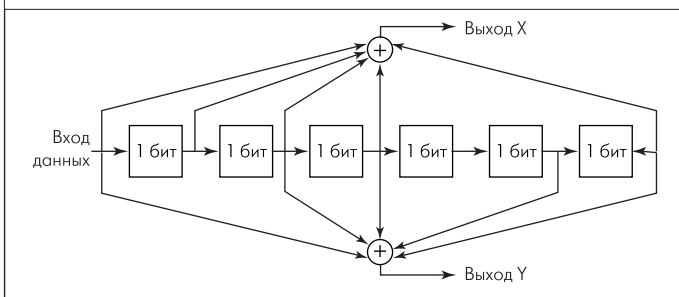 Выход X
+
Вход
данных
1 бит 1 бит 1 бит 1 бит 1 бит 1 бит
+
Выход Y